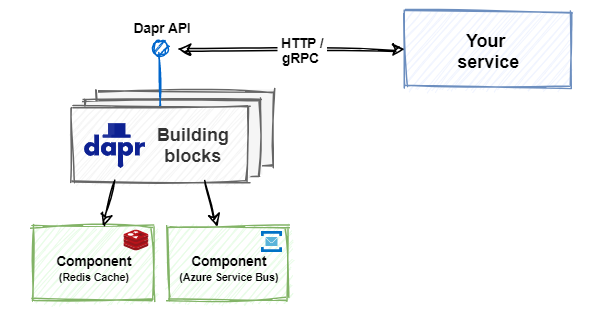 Dapr API
HTTP /
gRPC
Your
service
dapr
Building
blocks
Component
(Redis Cache)
Component
(Azure Service Bus)